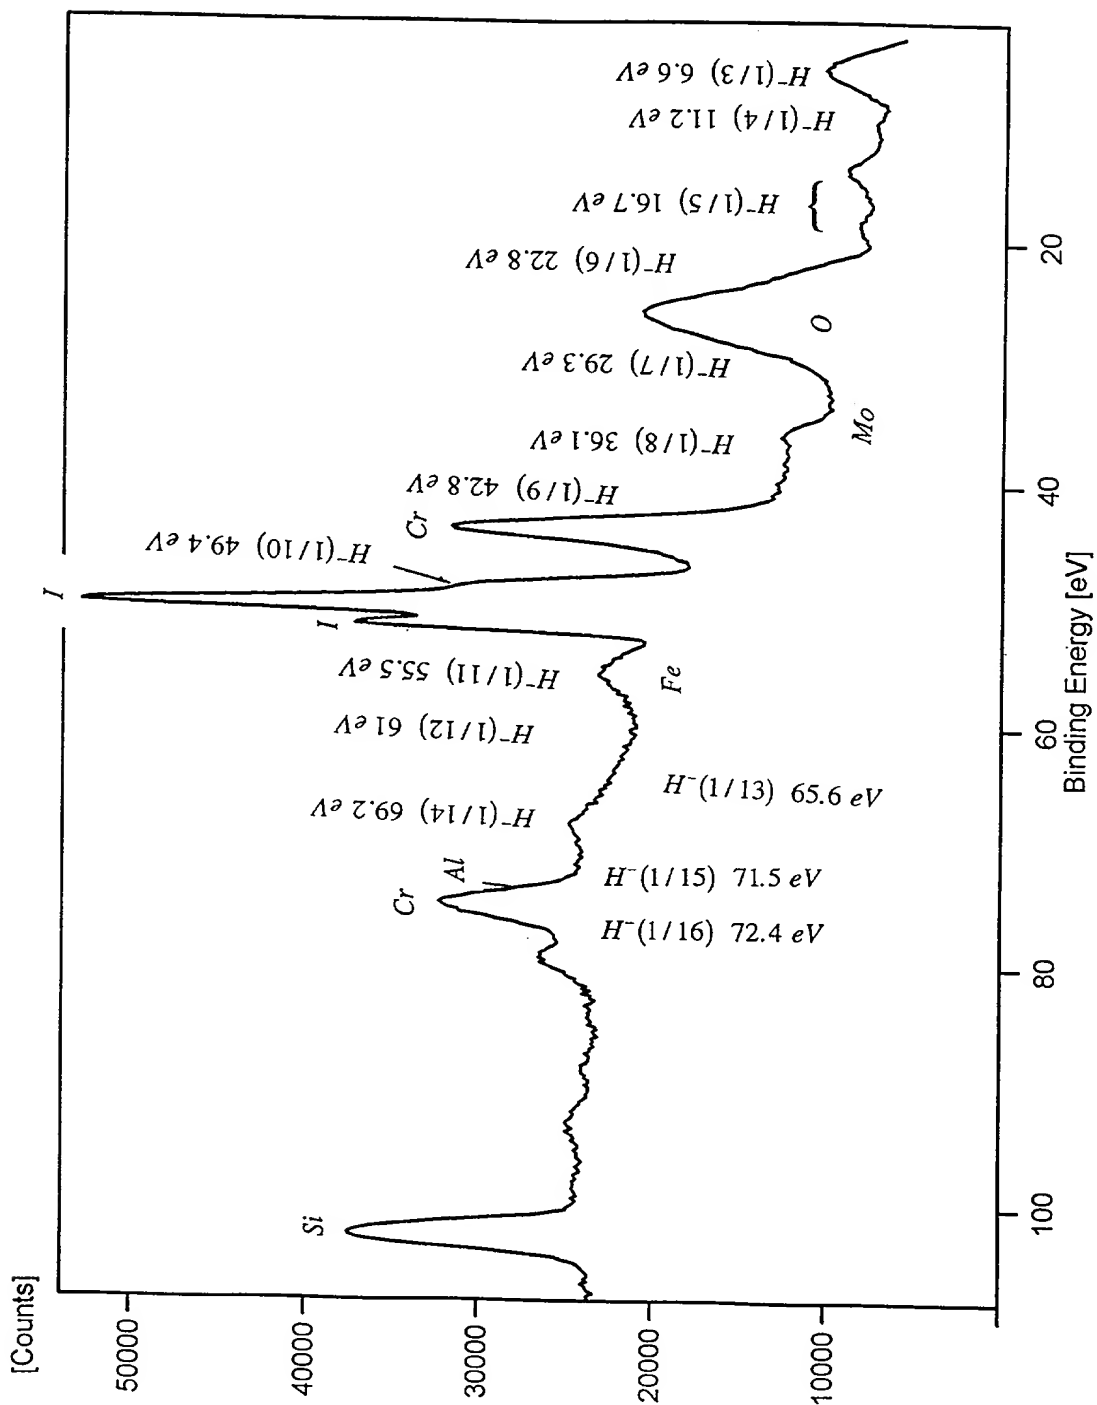 [Counts]
50000
40000
30000
20000
10000
Si
Cr
Al
H⁻(1/16) 72.4 eV
H⁻(1/15) 71.5 eV
H⁻(1/14) 69.2 eV
H⁻(1/13) 65.6 eV
H⁻(1/12) 61 eV
H⁻(1/11) 55.5 eV
Fe
I
I
H⁻(1/10) 49.4 eV
Cr
H⁻(1/9) 42.8 eV
H⁻(1/8) 36.1 eV
Mo
H⁻(1/7) 29.3 eV
O
H⁻(1/6) 22.8 eV
H⁻(1/5) 16.7 eV
H⁻(1/4) 11.2 eV
H⁻(1/3) 6.6 eV
100
80
60
40
20
Binding Energy [eV]